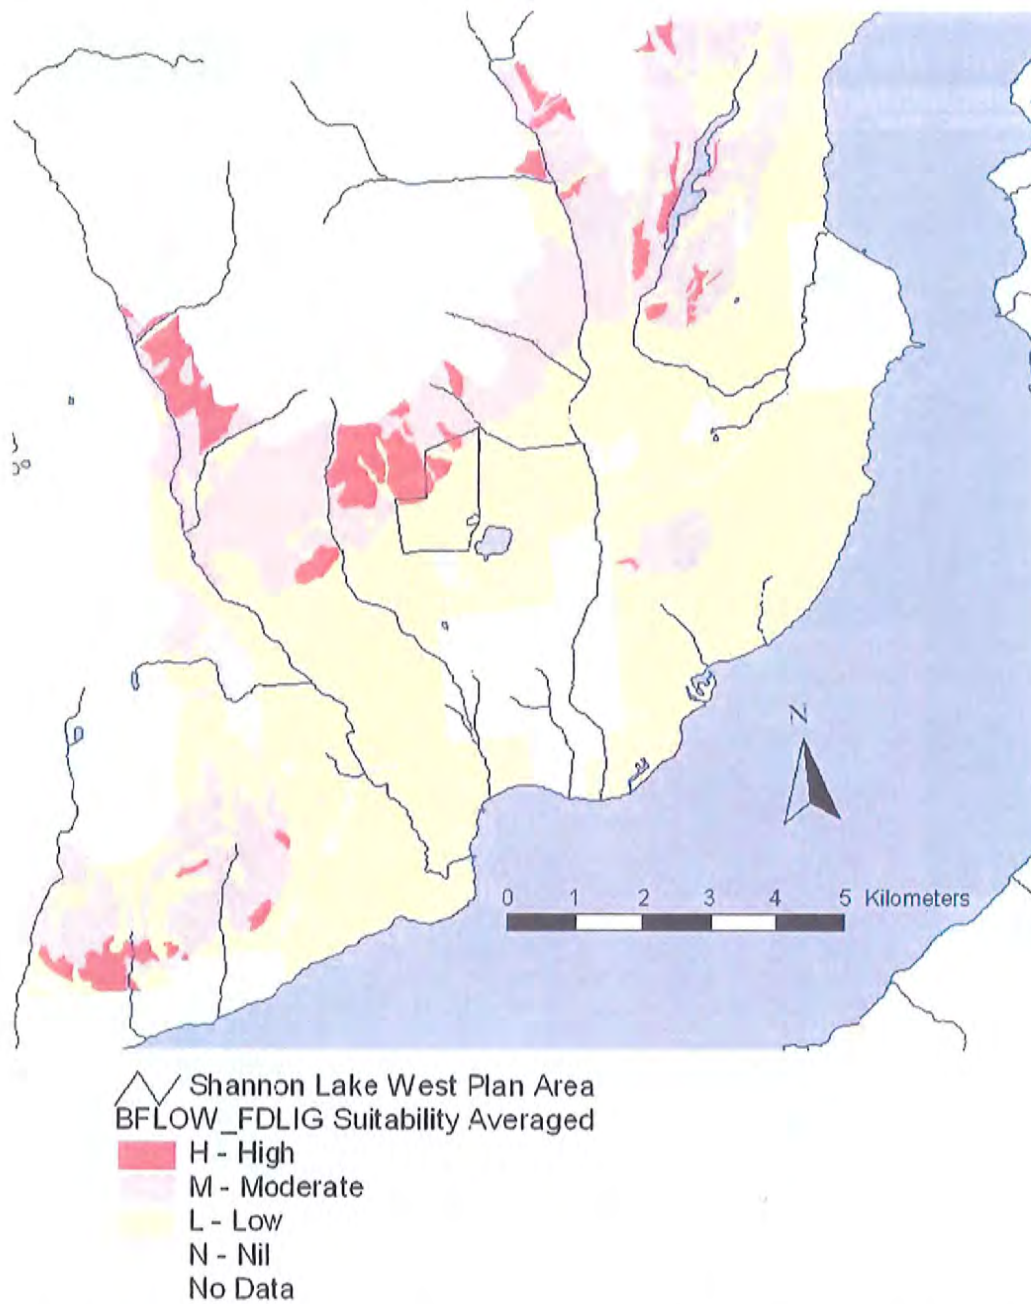 N
0 1 2 3 4 5 Kilometers
Shannon Lake West Plan Area
BFLOW_FDLIG Suitability Averaged
H - High
M - Moderate
L - Low
N - Nil
No Data